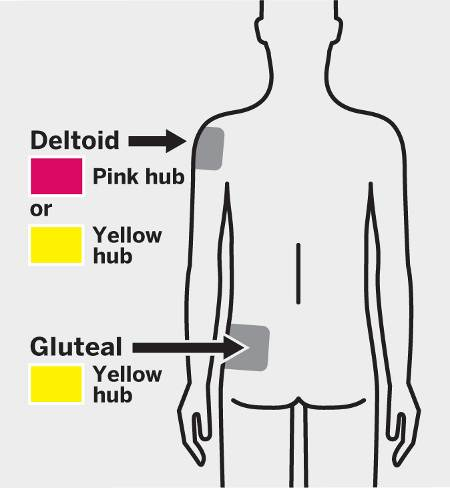 Deltoid
Pink hub
or
Yellow
hub
Gluteal
Yellow
hub